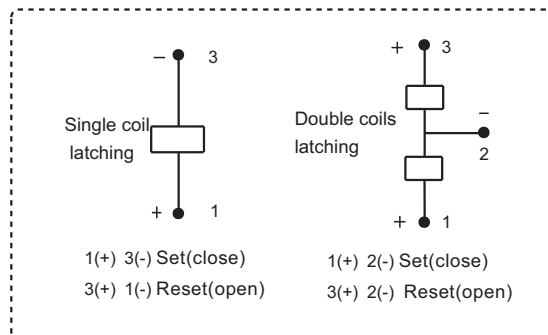 − 3
Single coil
latching
+ 1
1(+) 3(-) Set(close)
3(+) 1(-) Reset(open)
+ 3
Double coils
latching
−
2
+ 1
1(+) 2(-) Set(close)
3(+) 2(-) Reset(open)